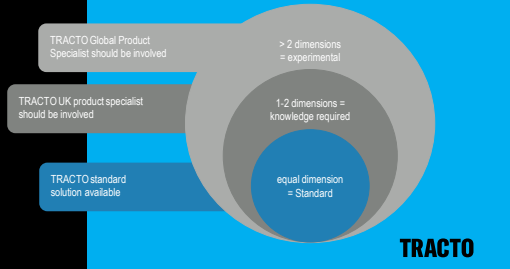 TRACTO Global Product
Specialist should be involved
> 2 dimensions
= experimental
TRACTO UK product specialist
should be involved
1-2 dimensions =
knowledge required
TRACTO standard
solution available
equal dimension
= Standard
TRACTO